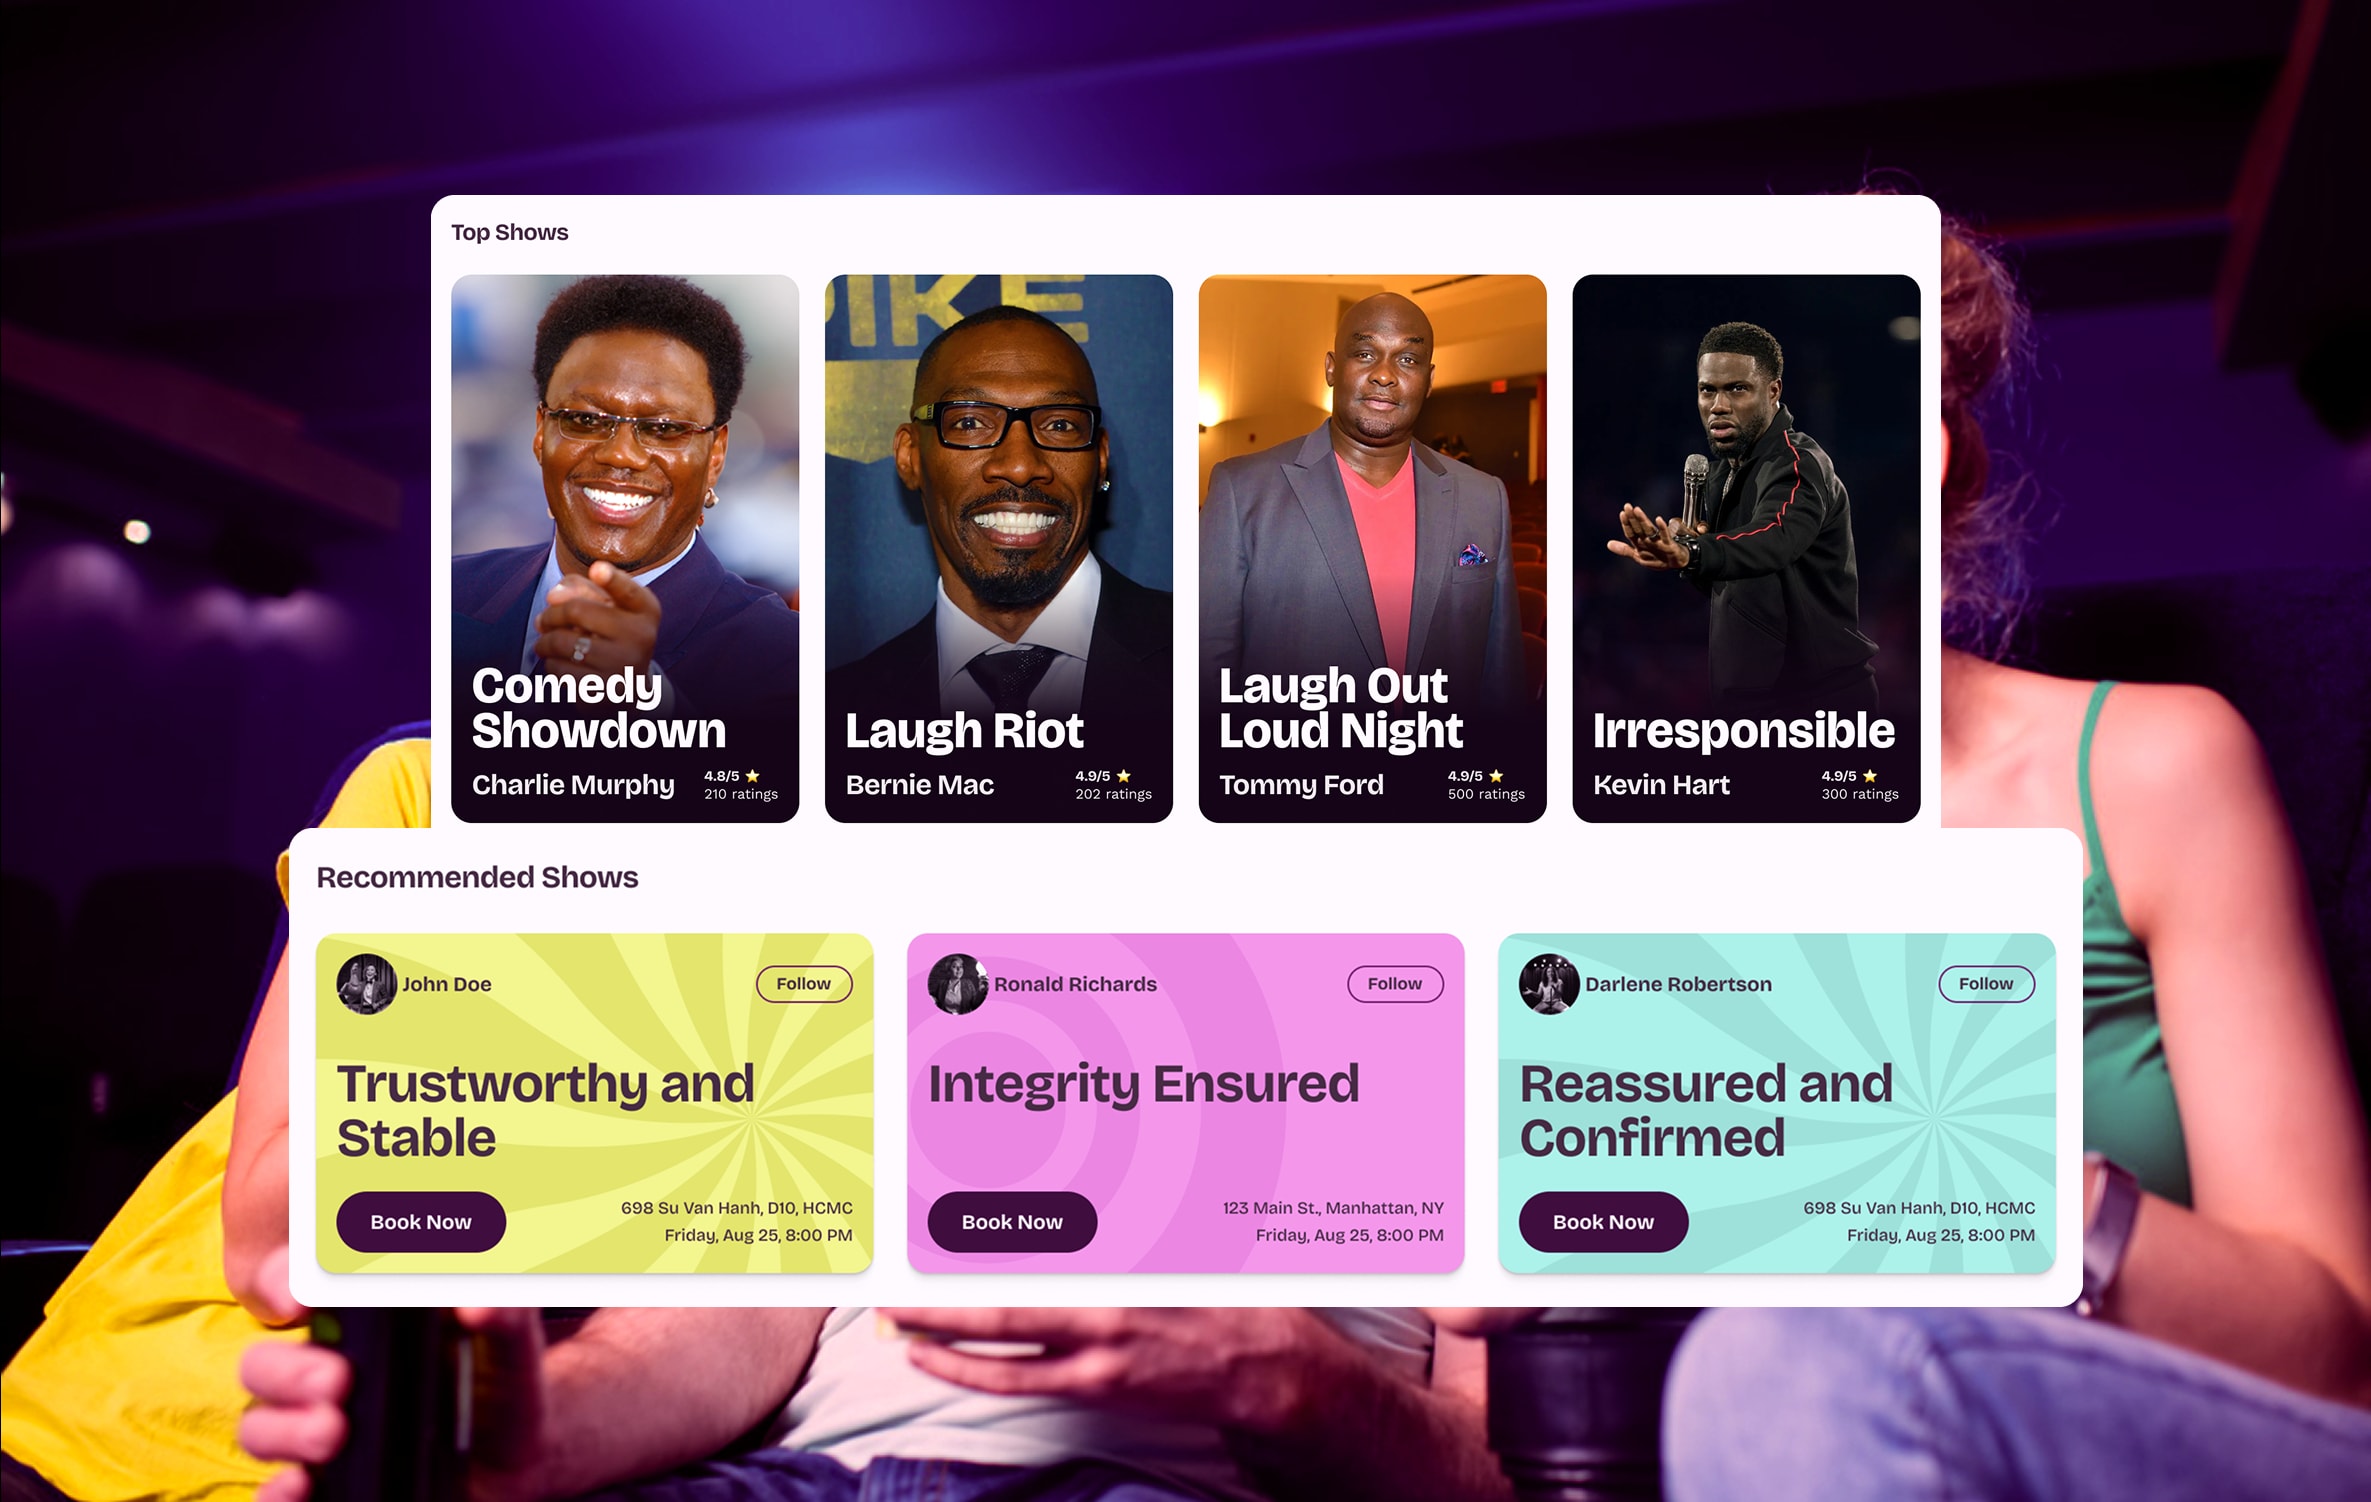 Top Shows
IKE
Comedy
Showdown
Charlie Murphy
4.8/5 ⭐
210 ratings
Laugh Riot
Bernie Mac
4.9/5 ⭐
202 ratings
Laugh Out
Loud Night
Tommy Ford
4.9/5 ⭐
500 ratings
Irresponsible
Kevin Hart
4.9/5 ⭐
300 ratings
Recommended Shows
John Doe
Follow
Trustworthy and
Stable
Book Now
698 Su Van Hanh, D10, HCMC
Friday, Aug 25, 8:00 PM
Ronald Richards
Follow
Integrity Ensured
Book Now
123 Main St., Manhattan, NY
Friday, Aug 25, 8:00 PM
Darlene Robertson
Follow
Reassured and
Confirmed
Book Now
698 Su Van Hanh, D10, HCMC
Friday, Aug 25, 8:00 PM